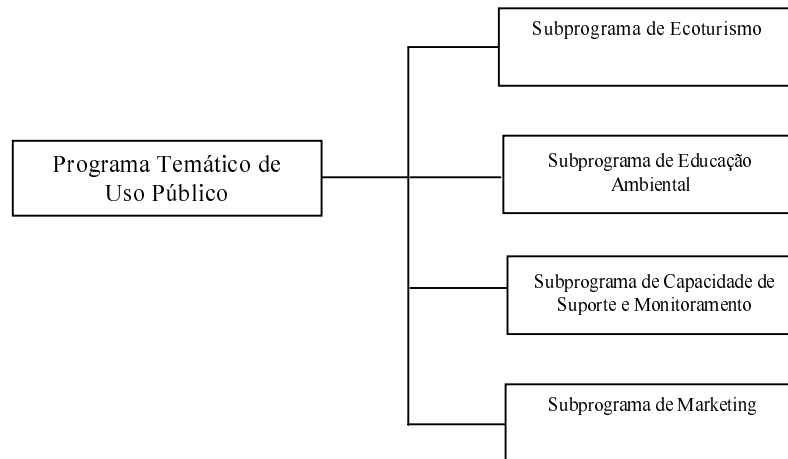 Subprograma de Ecoturismo
Programa Temático de
Uso Público
Subprograma de Educação
Ambiental
Subprograma de Capacidade de
Suporte e Monitoramento
Subprograma de Marketing